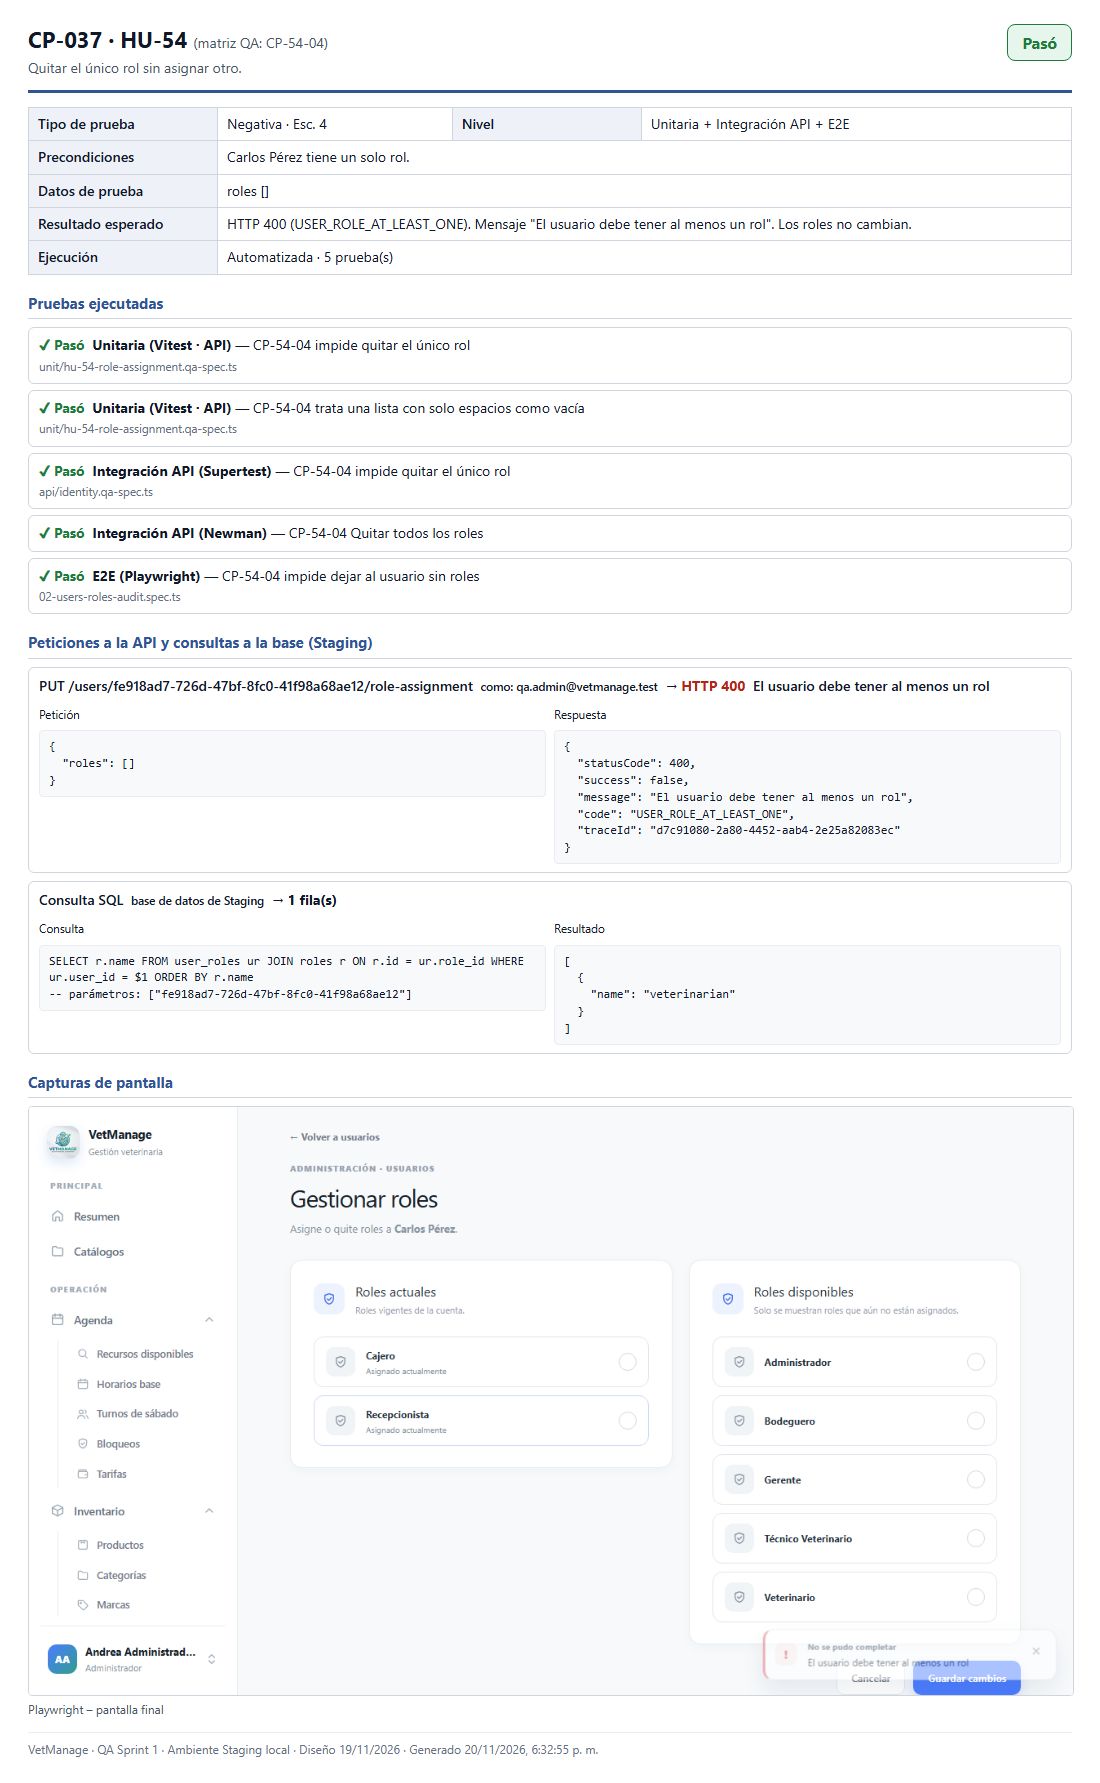 CP-037 · HU-54 (matriz QA: CP-54-04)
Pasó
Quitar el único rol sin asignar otro.
Tipo de prueba
Negativa · Esc. 4
Nivel
Unitaria + Integración API + E2E
Precondiciones
Carlos Pérez tiene un solo rol.
Datos de prueba
roles []
Resultado esperado
HTTP 400 (USER_ROLE_AT_LEAST_ONE). Mensaje "El usuario debe tener al menos un rol". Los roles no cambian.
Ejecución
Automatizada · 5 prueba(s)
Pruebas ejecutadas
✓ Pasó Unitaria (Vitest · API) — CP-54-04 impide quitar el único rol
unit/hu-54-role-assignment.qa-spec.ts
✓ Pasó Unitaria (Vitest · API) — CP-54-04 trata una lista con solo espacios como vacía
unit/hu-54-role-assignment.qa-spec.ts
✓ Pasó Integración API (Supertest) — CP-54-04 impide quitar el único rol
api/identity.qa-spec.ts
✓ Pasó Integración API (Newman) — CP-54-04 Quitar todos los roles
✓ Pasó E2E (Playwright) — CP-54-04 impide dejar al usuario sin roles
02-users-roles-audit.spec.ts
Peticiones a la API y consultas a la base (Staging)
PUT /users/fe918ad7-726d-47bf-8fc0-41f98a68ae12/role-assignment como: qa.admin@vetmanage.test → HTTP 400 El usuario debe tener al menos un rol
Petición
{
"roles": []
}
Respuesta
{
"statusCode": 400,
"success": false,
"message": "El usuario debe tener al menos un rol",
"code": "USER_ROLE_AT_LEAST_ONE",
"traceId": "d7c91080-2a80-4452-aab4-2e25a82083ec"
}
Consulta SQL base de datos de Staging → 1 fila(s)
Consulta
SELECT r.name FROM user_roles ur JOIN roles r ON r.id = ur.role_id WHERE
ur.user_id = $1 ORDER BY r.name
-- parámetros: ["fe918ad7-726d-47bf-8fc0-41f98a68ae12"]
Resultado
[
{
"name": "veterinarian"
}
]
Capturas de pantalla
VETMANAGE
VetManage
Gestión veterinaria
PRINCIPAL
Resumen
Catálogos
OPERACIÓN
Agenda
Recursos disponibles
Horarios base
Turnos de sábado
Bloqueos
Tarifas
Inventario
Productos
Categorías
Marcas
AA
Andrea Administrad...
Administrador
← Volver a usuarios
ADMINISTRACIÓN · USUARIOS
Gestionar roles
Asigne o quite roles a Carlos Pérez.
Roles actuales
Roles vigentes de la cuenta.
Cajero
Asignado actualmente
Recepcionista
Asignado actualmente
Roles disponibles
Solo se muestran roles que aún no están asignados.
Administrador
Bodeguero
Gerente
Técnico Veterinario
Veterinario
No se pudo completar
El usuario debe tener al menos un rol
Cancelar
Guardar cambios
Playwright – pantalla final
VetManage · QA Sprint 1 · Ambiente Staging local · Diseño 19/11/2026 · Generado 20/11/2026, 6:32:55 p. m.